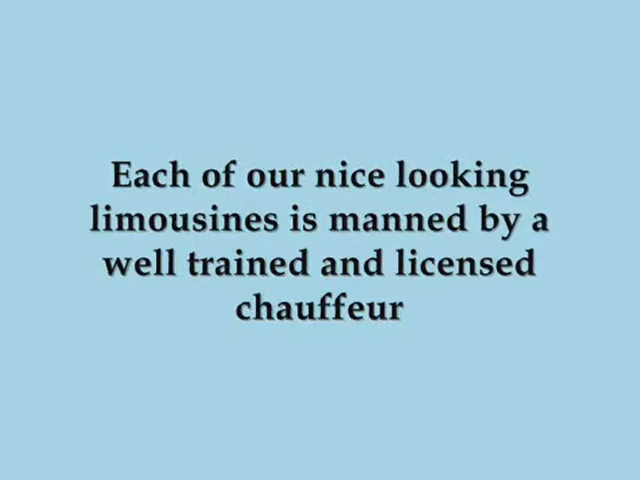 Each of our nice looking
limousines is manned by a
well trained and licensed
chauffeur